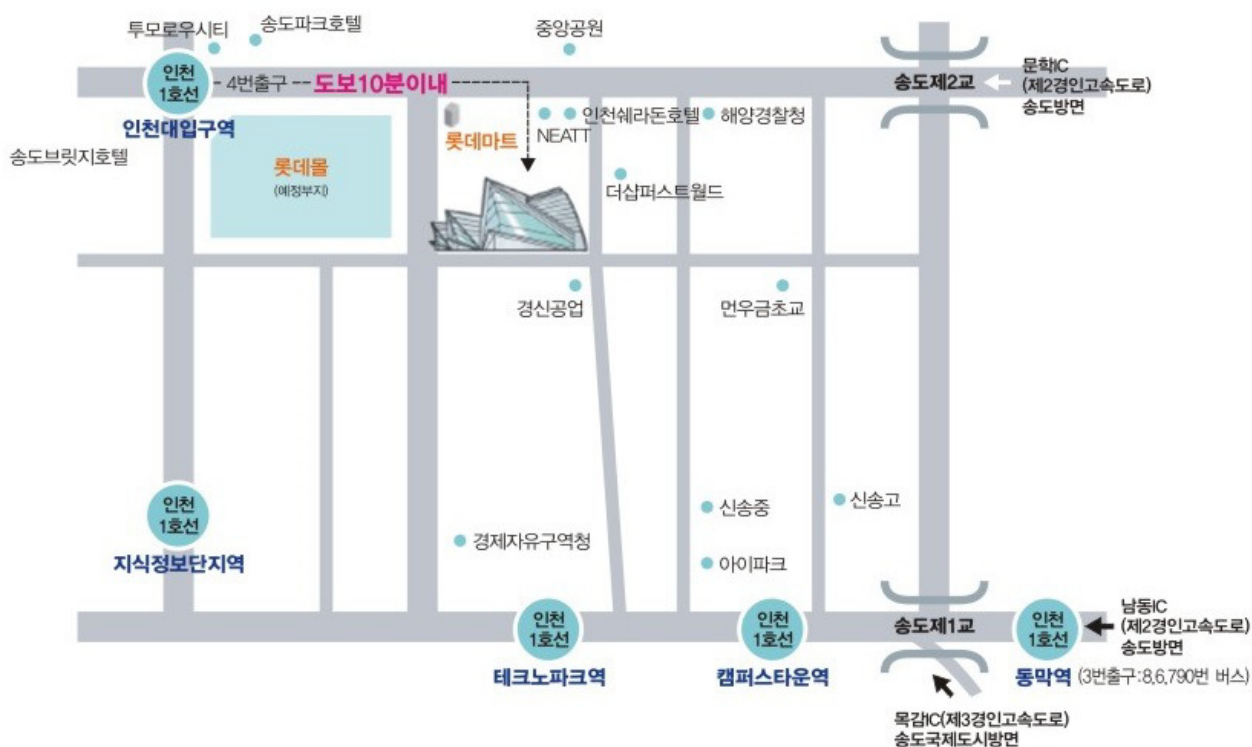 투모로우시티
송도파크호텔
중앙공원
인천
1호선
4번출구
도보10분이내
송도제2교
문학IC
(제2경인고속도로)
송도방면
인천대입구역
롯데마트
NEATT
인천쉐라돈호텔
해양경찰청
송도브릿지호텔
롯데몰
(예정부지)
더샵퍼스트월드
경신공업
먼우금초교
인천
1호선
지식정보단지역
신송중
신송고
경제자유구역청
아이파크
인천
1호선
테크노파크역
인천
1호선
캠퍼스타운역
송도제1교
인천
1호선
동막역 (3번출구:8,6,790번 버스)
남동IC
(제2경인고속도로)
송도방면
목감IC(제3경인고속도로)
송도국제도시방면